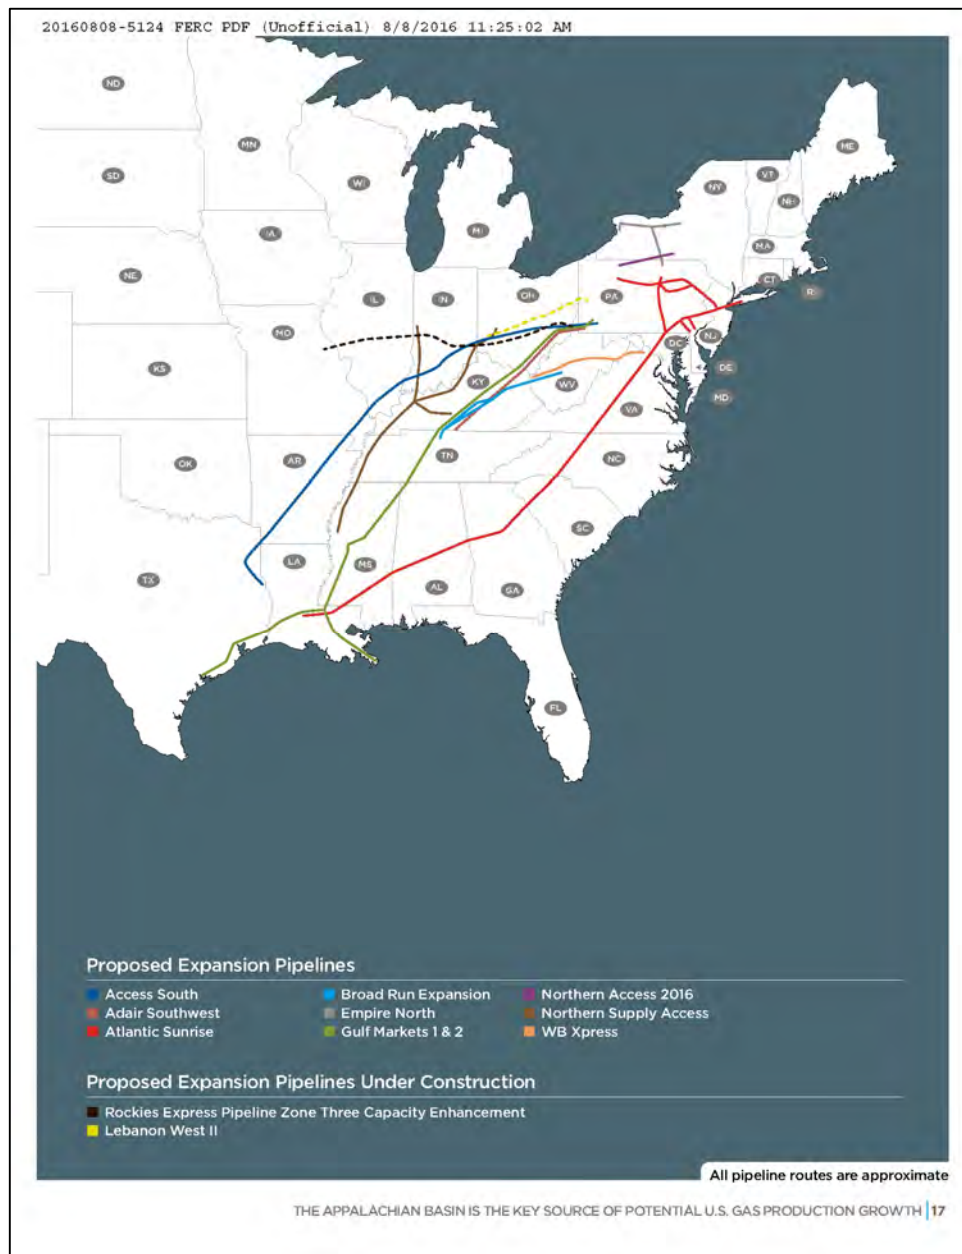 20160808-5124 FERC PDF (Unofficial) 8/8/2016 11:25:02 AM
ND
MN
ME
SD
WI
VT
NY
NH
IA
MI
MA
NE
CT
RI
IL
IN
OH
PA
MO
NJ
DC
KS
DE
KY
WV
MD
VA
TN
NC
OK
AR
SC
LA
MS
TX
AL
GA
FL
Proposed Expansion Pipelines
Access South
Adair Southwest
Atlantic Sunrise
Broad Run Expansion
Empire North
Gulf Markets 1 & 2
Northern Access 2016
Northern Supply Access
WB Xpress
Proposed Expansion Pipelines Under Construction
Rockies Express Pipeline Zone Three Capacity Enhancement
Lebanon West II
All pipeline routes are approximate
THE APPALACHIAN BASIN IS THE KEY SOURCE OF POTENTIAL U.S. GAS PRODUCTION GROWTH | 17